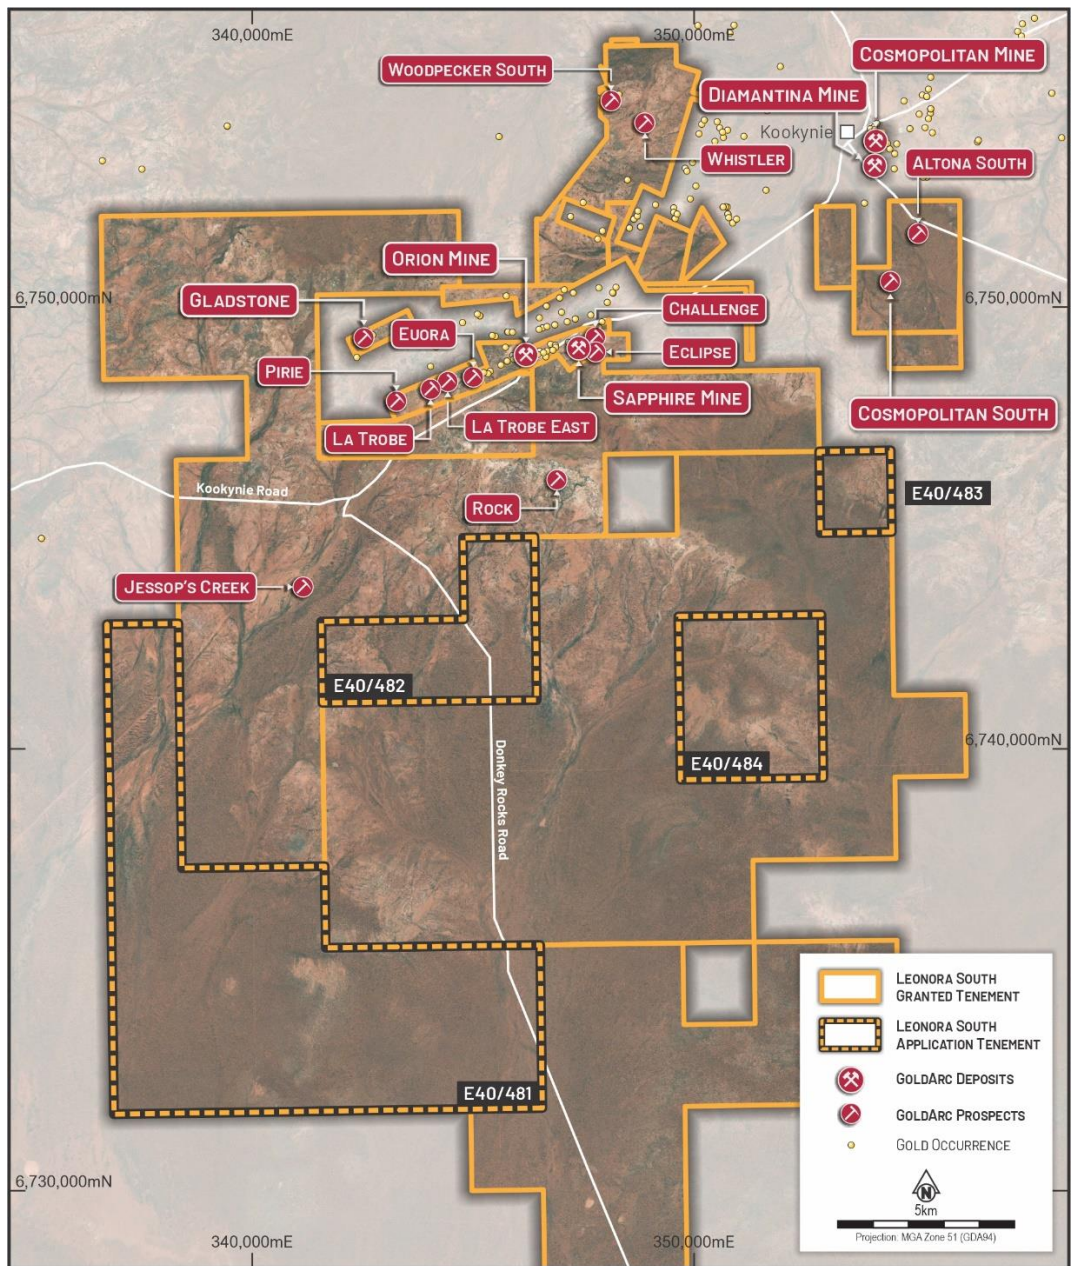 340,000mE
350,000mE
COSMOPOLITAN MINE
WOODPECKER SOUTH
DIAMANTINA MINE
Kookynie
WHISTLER
ALTONA SOUTH
ORION MINE
6,750,000mN
GLADSTONE
6,750,000mN
CHALLENGE
EUORA
ECLIPSE
PIRIE
SAPPHIRE MINE
COSMOPOLITAN SOUTH
LA TROBE EAST
LA TROBE
Kookynie Road
E40/483
ROCK
JESSOP'S CREEK
E40/482
6,740,000mN
E40/484
Donkey Rocks Road
LEONORA SOUTH
GRANTED TENEMENT
LEONORA SOUTH
APPLICATION TENEMENT
GOLDARC DEPOSITS
E40/481
GOLDARC PROSPECTS
GOLD OCCURRENCE
6,730,000mN
N
5km
Projection: MGA Zone 51 (GDA94)
340,000mE
350,000mE